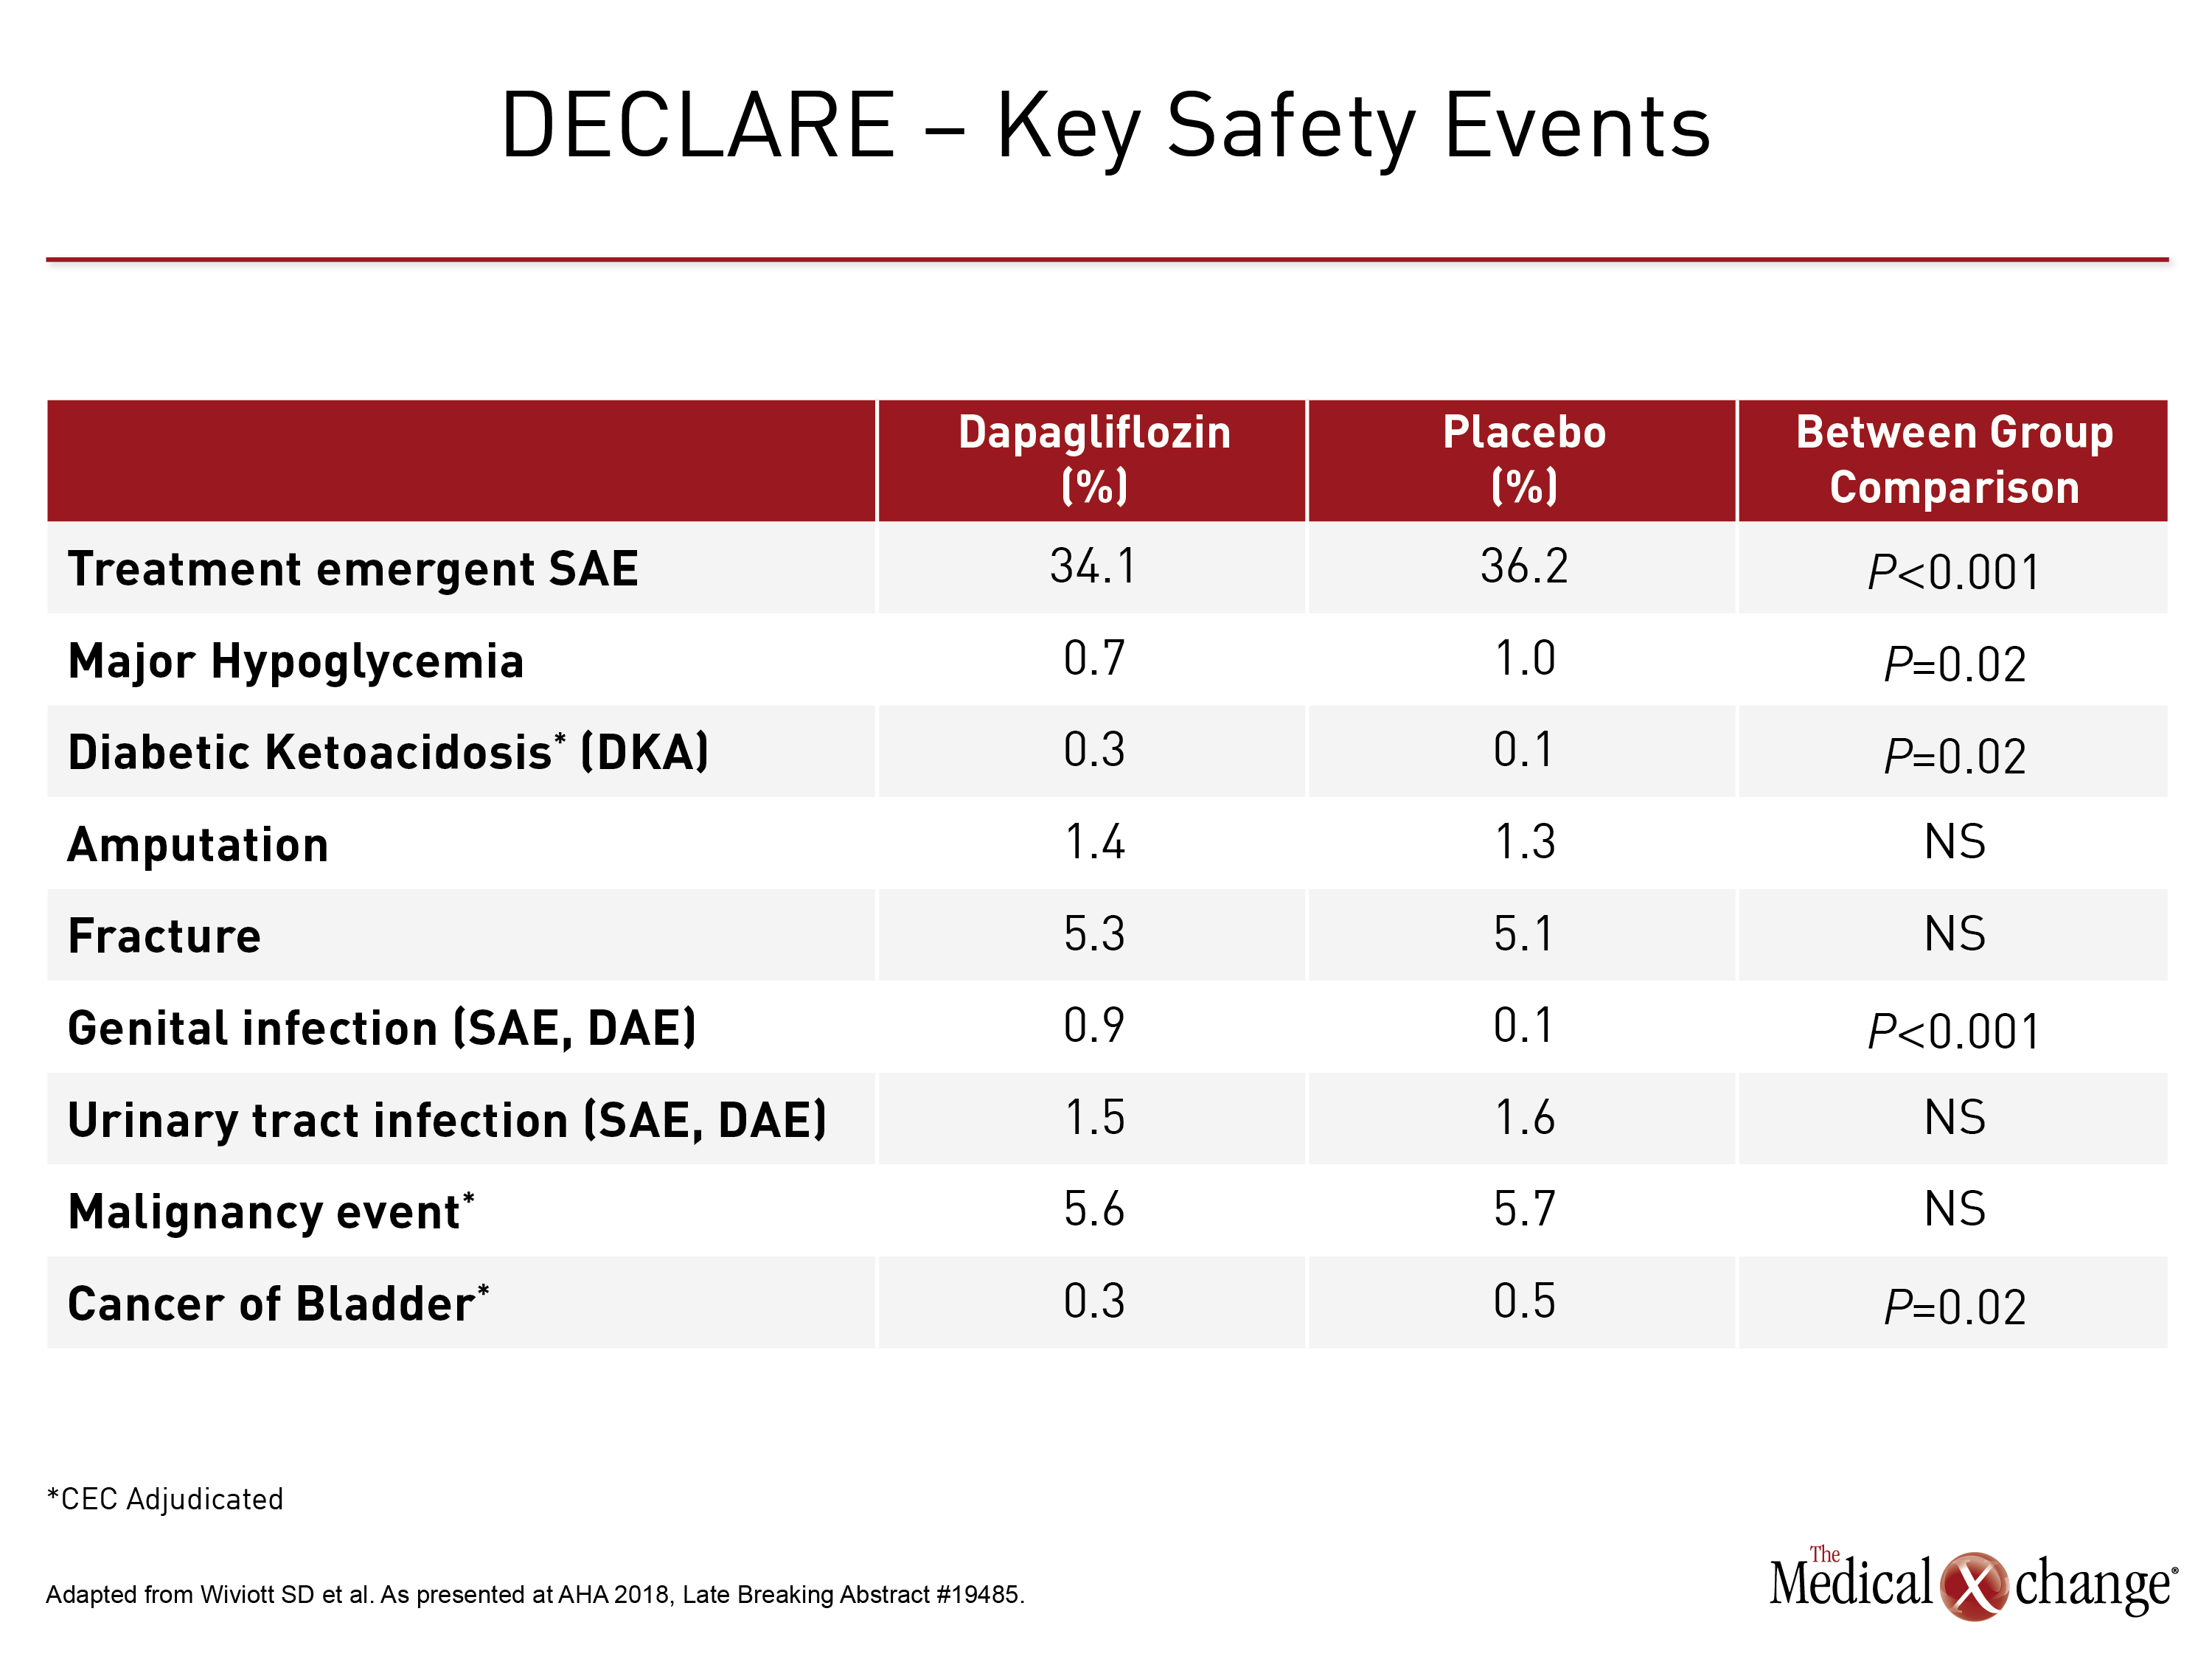 DECLARE – Key Safety Events
Dapagliflozin (%) Placebo (%) Between Group Comparison
Treatment emergent SAE 34.1 36.2 P<0.001
Major Hypoglycemia 0.7 1.0 P=0.02
Diabetic Ketoacidosis* (DKA) 0.3 0.1 P=0.02
Amputation 1.4 1.3 NS
Fracture 5.3 5.1 NS
Genital infection (SAE, DAE) 0.9 0.1 P<0.001
Urinary tract infection (SAE, DAE) 1.5 1.6 NS
Malignancy event* 5.6 5.7 NS
Cancer of Bladder* 0.3 0.5 P=0.02
*CEC Adjudicated
Adapted from Wiviott SD et al. As presented at AHA 2018, Late Breaking Abstract #19485.
The
Medical Xchange®